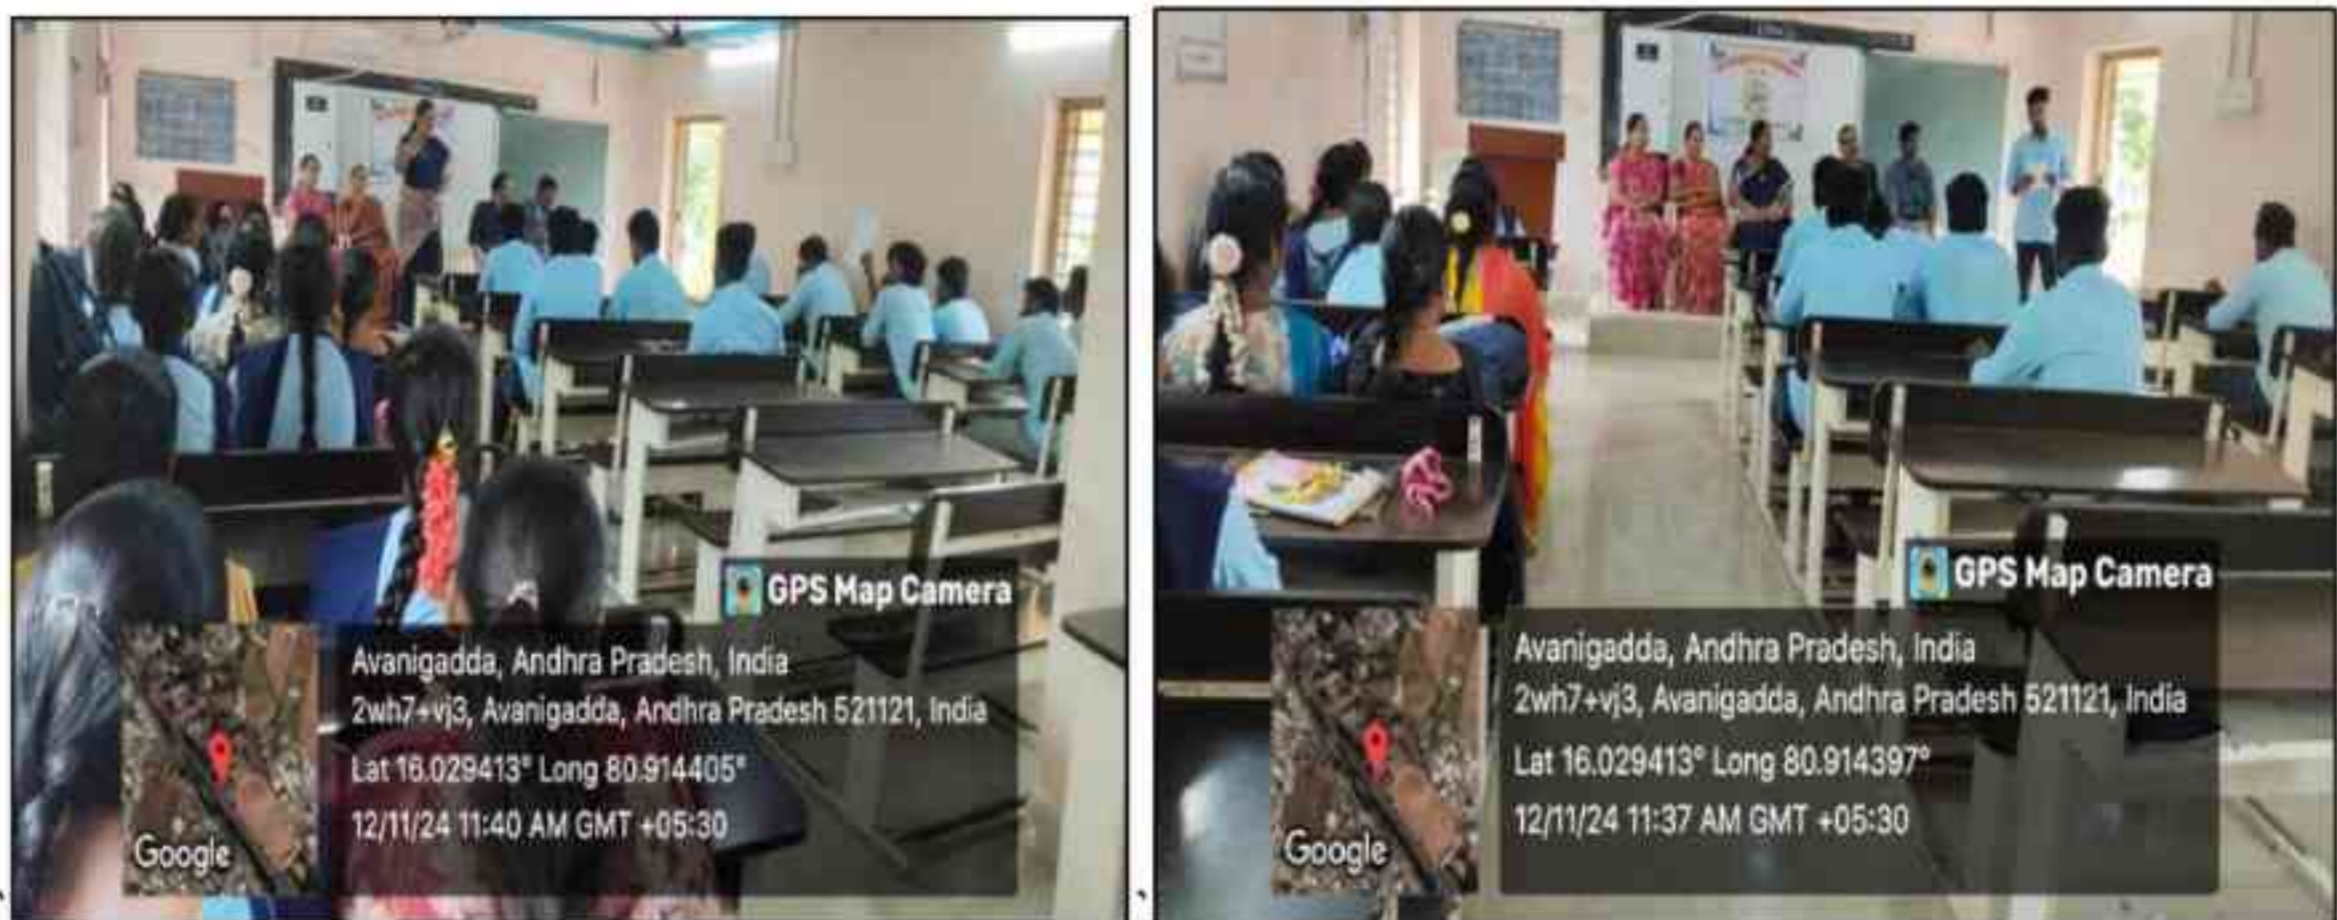 GPS Map Camera
Avanigadda, Andhra Pradesh, India
2wh7+vj3, Avanigadda, Andhra Pradesh 521121, India
Lat 16.029413° Long 80.914405°
12/11/24 11:40 AM GMT +05:30
Google
GPS Map Camera
Avanigadda, Andhra Pradesh, India
2wh7+vj3, Avanigadda, Andhra Pradesh 521121, India
Lat 16.029413° Long 80.914397°
12/11/24 11:37 AM GMT +05:30
Google